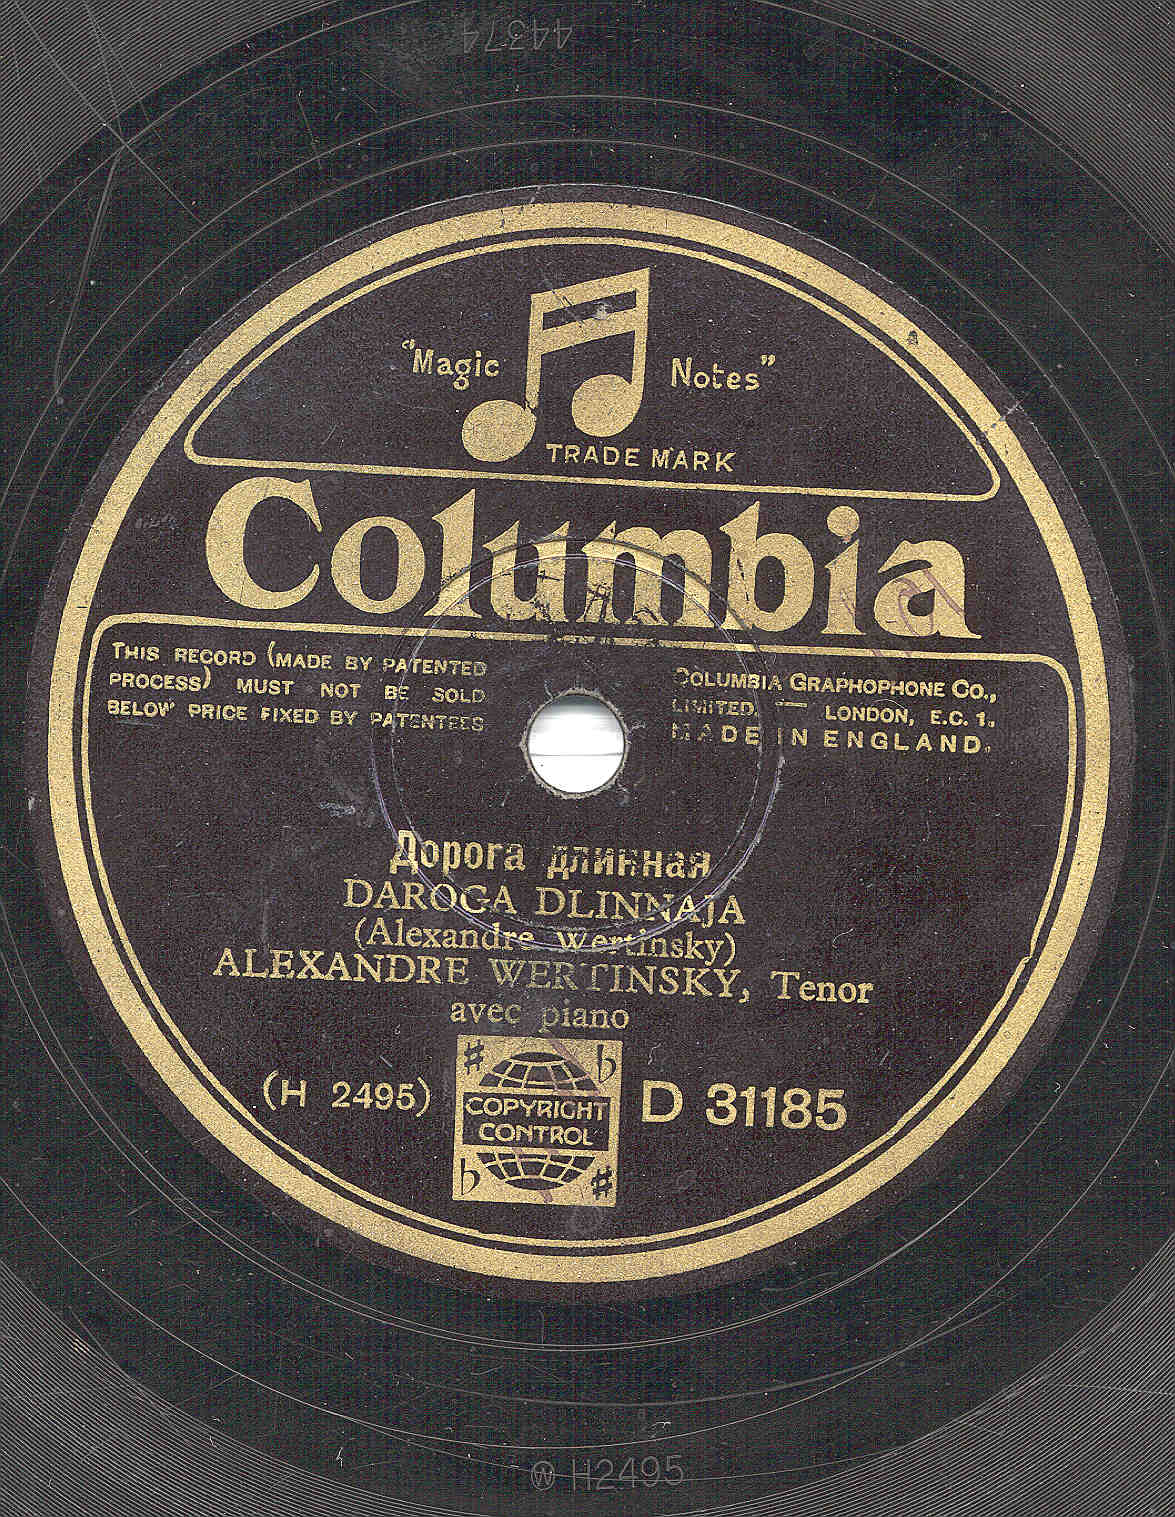 44374
"Magic Notes"
TRADE MARK
Columbia
THIS RECORD (MADE BY PATENTED
PROCESS) MUST NOT BE SOLD
BELOW PRICE FIXED BY PATENTEES
COLUMBIA GRAPHOPHONE CO.,
LIMITED. — LONDON, E.C. 1.,
MADE IN ENGLAND.
Дорога длинная
DAROGA DLINNAJA
(Alexandre Wertinsky)
ALEXANDRE WERTINSKY, Tenor
avec piano
(H 2495)
♯ ♭
COPYRIGHT
CONTROL
♭ ♯
D 31185
Ⓦ H2495